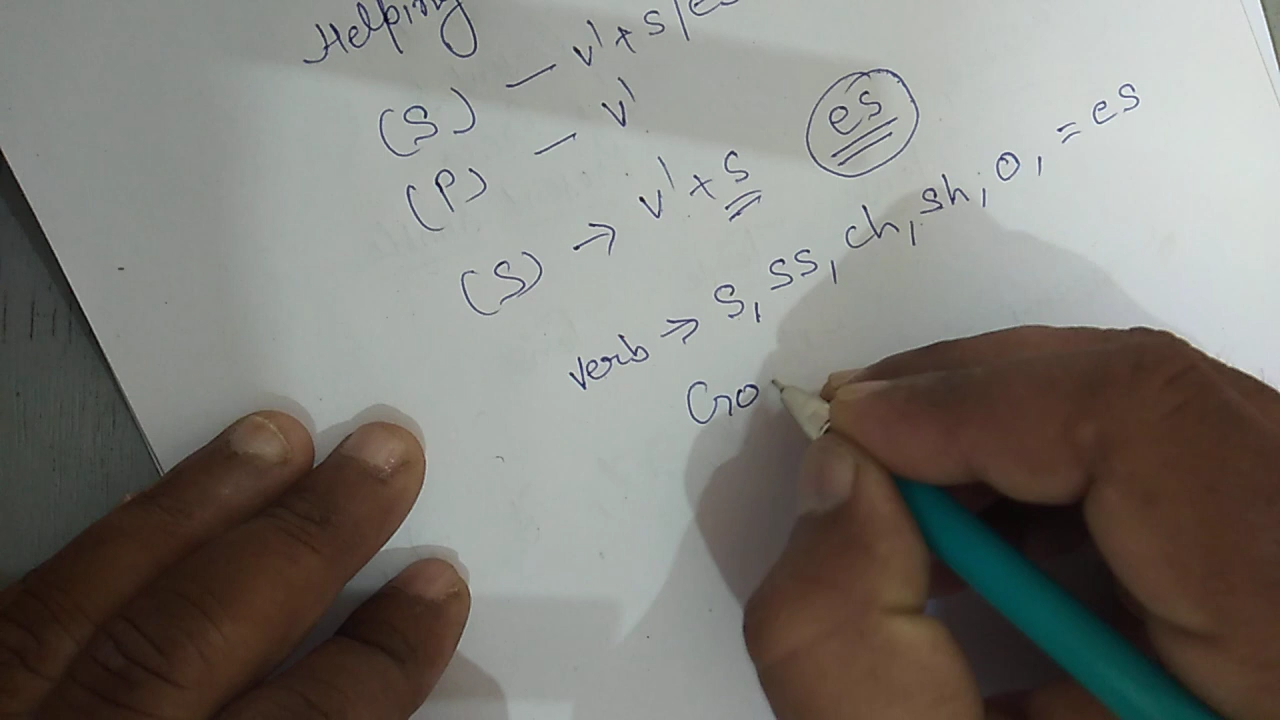 Helping
(S) — V¹ + s/es
(P) — V¹
(S) → V¹ + s
es
verb → s, ss, ch, sh, o, = es
Go